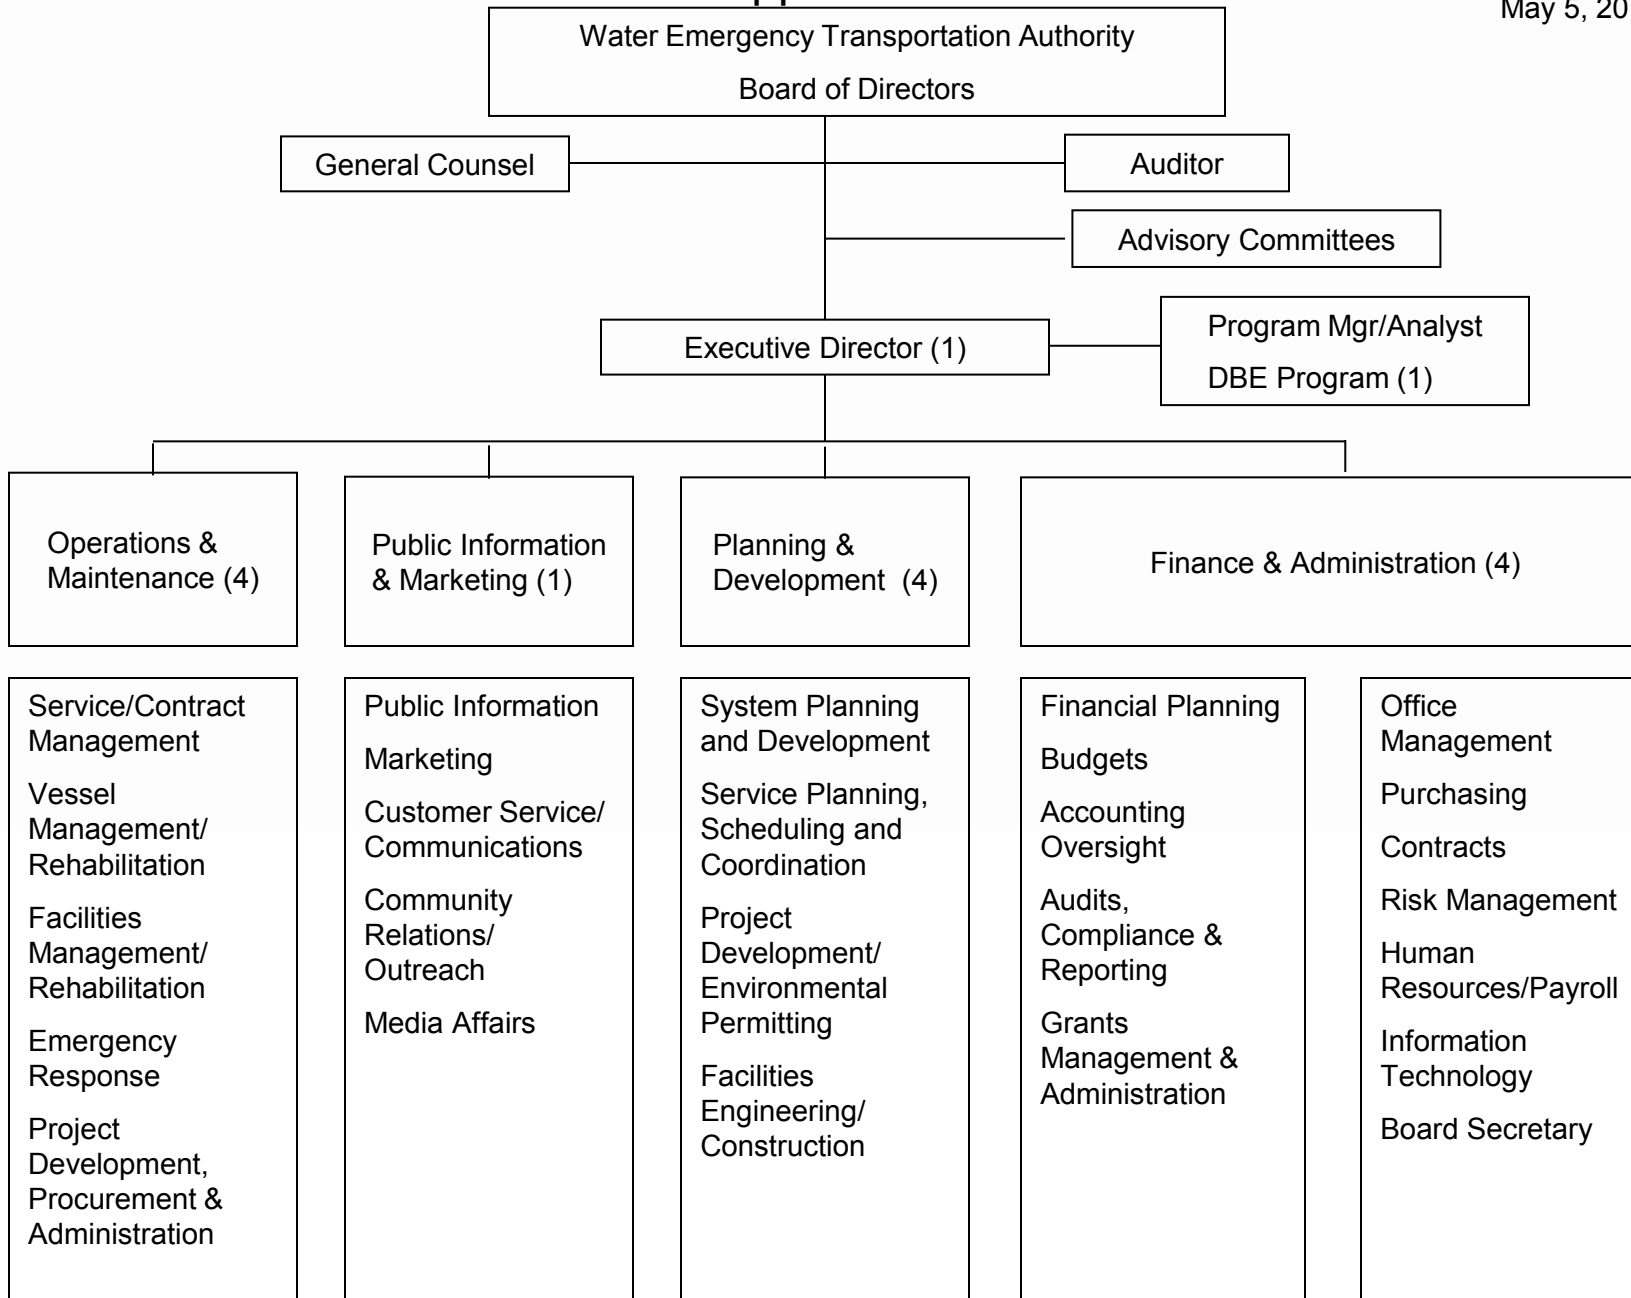 May 5, 20
Water Emergency Transportation Authority
Board of Directors
General Counsel
Auditor
Advisory Committees
Executive Director (1)
Program Mgr/Analyst
DBE Program (1)
Operations &
Maintenance (4)
Public Information
& Marketing (1)
Planning &
Development (4)
Finance & Administration (4)
Service/Contract
Management
Vessel
Management/
Rehabilitation
Facilities
Management/
Rehabilitation
Emergency
Response
Project
Development,
Procurement &
Administration
Public Information
Marketing
Customer Service/
Communications
Community
Relations/
Outreach
Media Affairs
System Planning
and Development
Service Planning,
Scheduling and
Coordination
Project
Development/
Environmental
Permitting
Facilities
Engineering/
Construction
Financial Planning
Budgets
Accounting
Oversight
Audits,
Compliance &
Reporting
Grants
Management &
Administration
Office
Management
Purchasing
Contracts
Risk Management
Human
Resources/Payroll
Information
Technology
Board Secretary